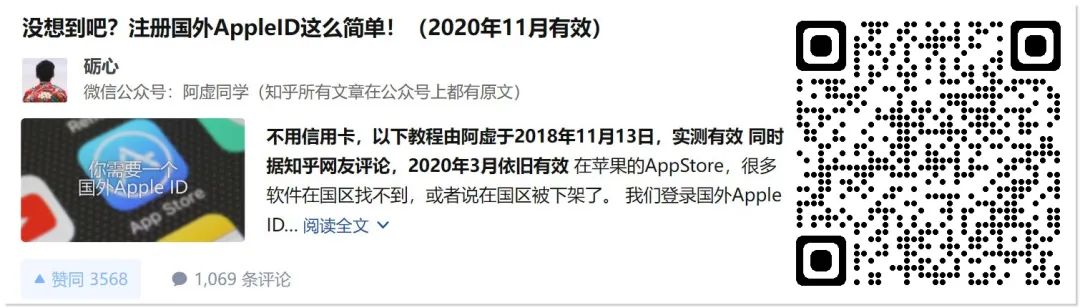 没想到吧？注册国外AppleID这么简单！（2020年11月有效）
砺心
微信公众号：阿虚同学（知乎所有文章在公众号上都有原文）
你需要一个
国外Apple ID
App Store
不用信用卡，以下教程由阿虚于2018年11月13日，实测有效 同时
据知乎网友评论，2020年3月依旧有效 在苹果的AppStore，很多
软件在国区找不到，或者说在国区被下架了。 我们登录国外Apple
ID... 阅读全文
赞同 3568
1,069 条评论